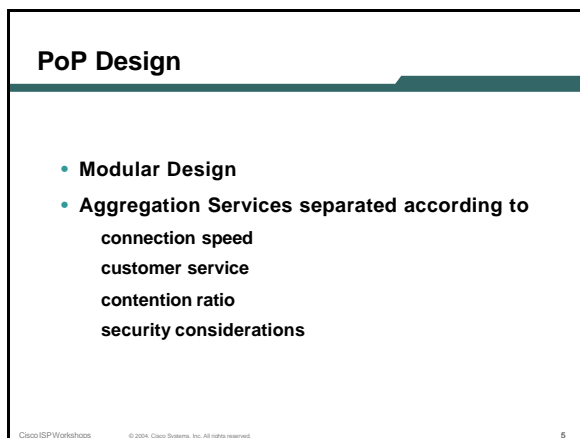 PoP Design
• Modular Design
• Aggregation Services separated according to
connection speed
customer service
contention ratio
security considerations
Cisco ISP Workshops © 2004, Cisco Systems, Inc. All rights reserved. 5